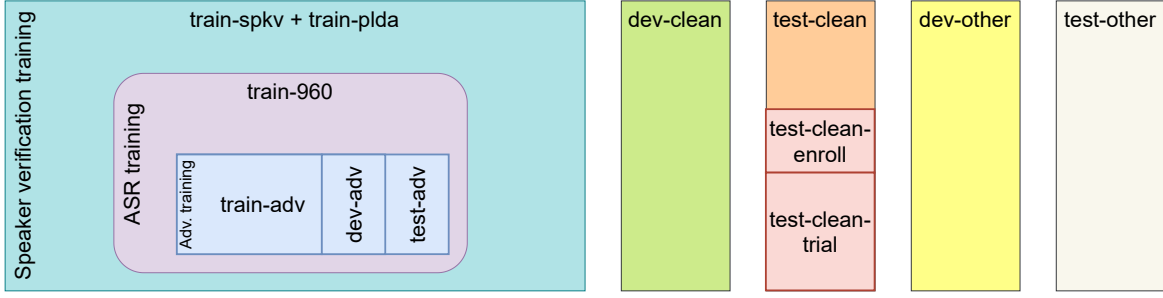 Speaker verification training
train-spkv + train-plda
ASR training
train-960
Adv. training
train-adv
dev-adv
test-adv
dev-clean
test-clean
test-clean-
enroll
test-clean-
trial
dev-other
test-other